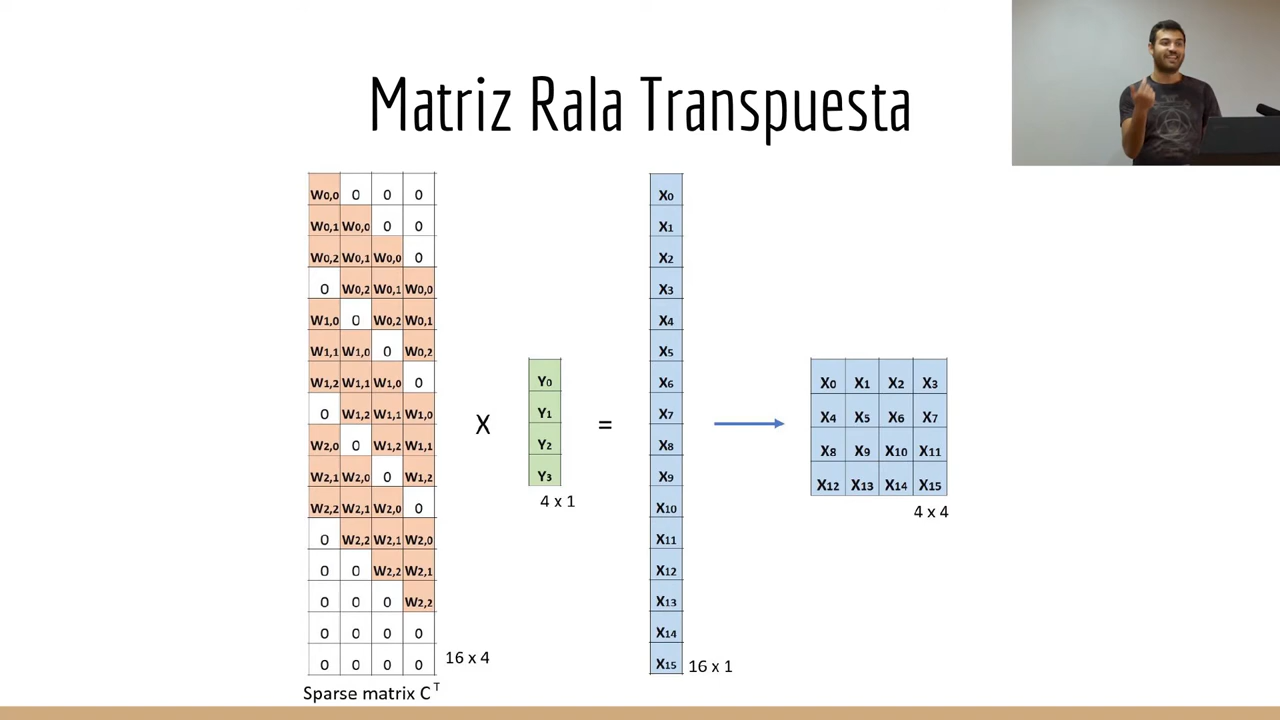 Matriz Rala Transpuesta
W0,0 0 0 0
W0,1 W0,0 0 0
W0,2 W0,1 W0,0 0
0 W0,2 W0,1 W0,0
W1,0 0 W0,2 W0,1
W1,1 W1,0 0 W0,2
W1,2 W1,1 W1,0 0
0 W1,2 W1,1 W1,0
W2,0 0 W1,2 W1,1
W2,1 W2,0 0 W1,2
W2,2 W2,1 W2,0 0
0 W2,2 W2,1 W2,0
0 0 W2,2 W2,1
0 0 0 W2,2
0 0 0 0
0 0 0 0
16 x 4
Sparse matrix Cᵀ
X
Y0
Y1
Y2
Y3
4 x 1
=
X0
X1
X2
X3
X4
X5
X6
X7
X8
X9
X10
X11
X12
X13
X14
X15
16 x 1
X0 X1 X2 X3
X4 X5 X6 X7
X8 X9 X10 X11
X12 X13 X14 X15
4 x 4